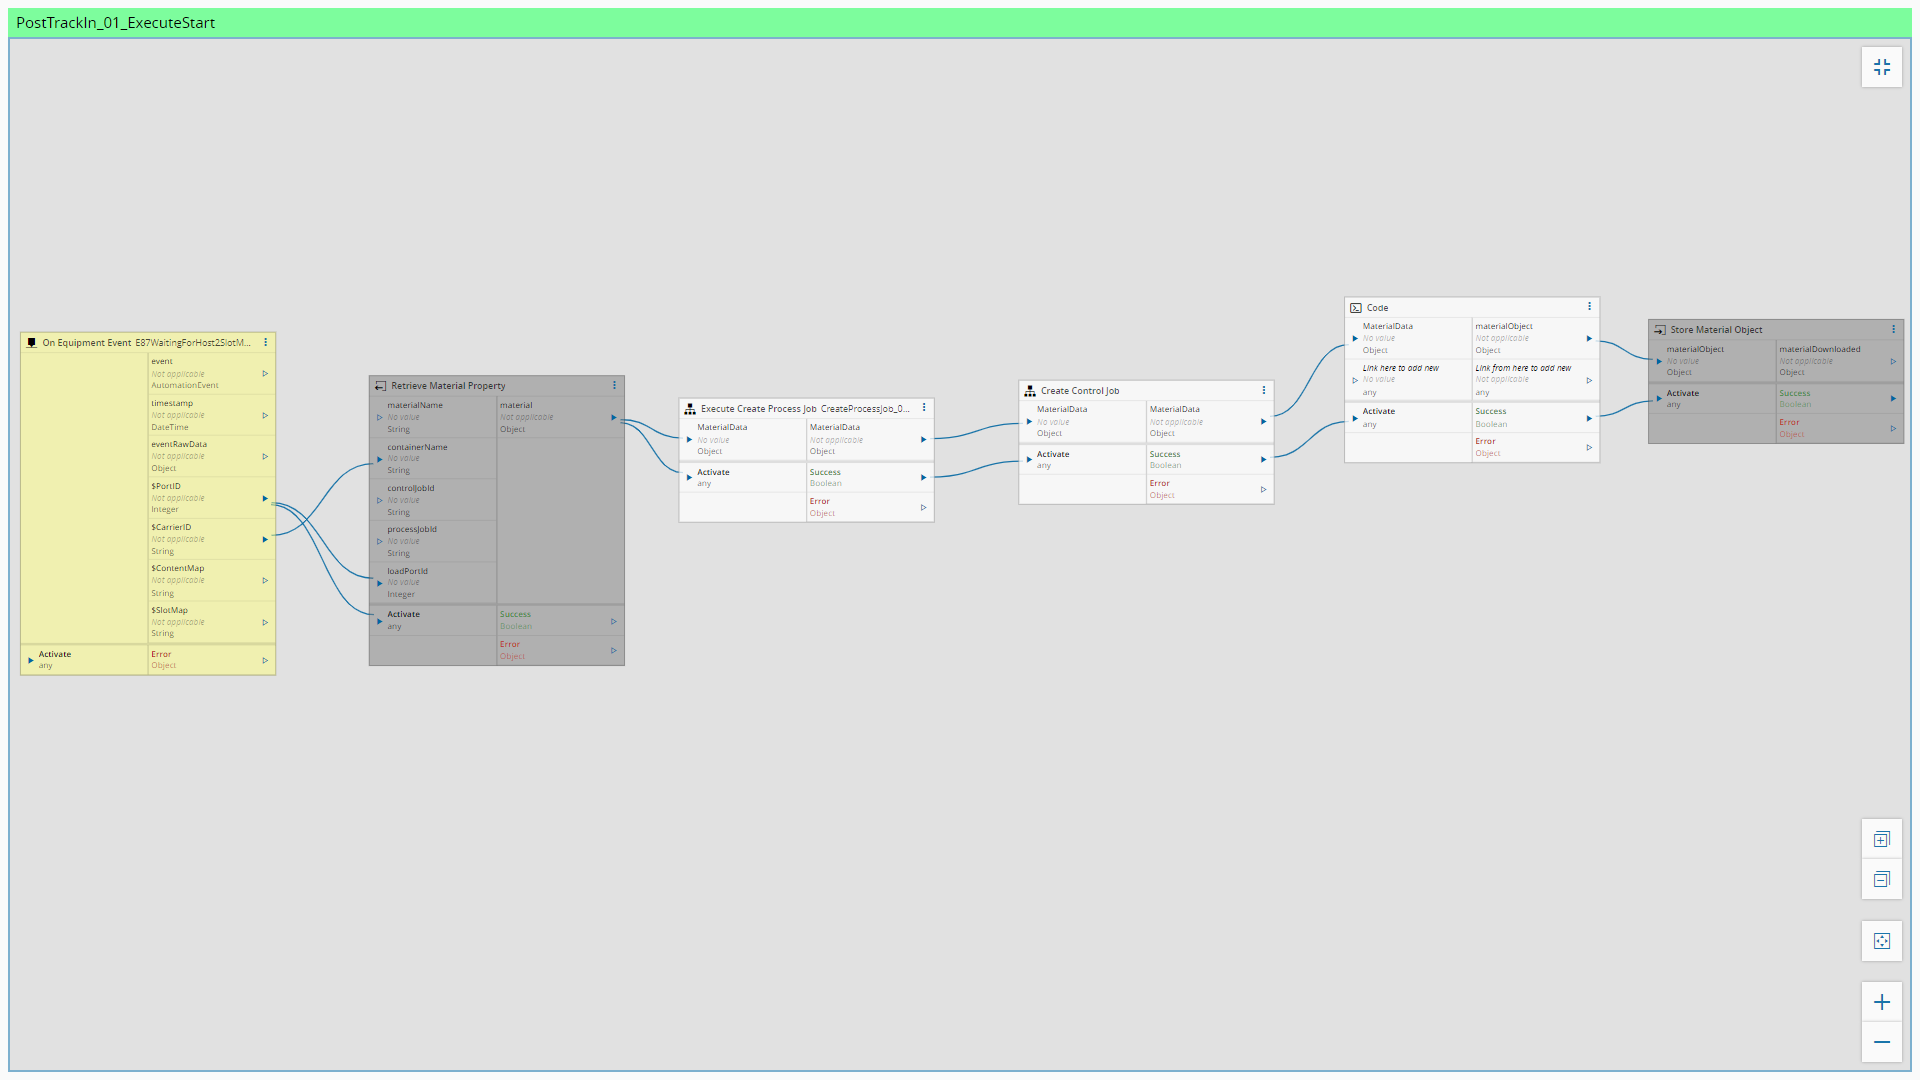 PostTrackIn_01_ExecuteStart
On Equipment Event E87WaitingForHost2SlotM...
event
Not applicable
AutomationEvent
timestamp
Not applicable
DateTime
eventRawData
Not applicable
Object
$PortID
Not applicable
Integer
$CarrierID
Not applicable
String
$ContentMap
Not applicable
String
$SlotMap
Not applicable
String
Activate
any
Error
Object
Retrieve Material Property
materialName
No value
String
containerName
No value
String
controlJobId
No value
String
processJobId
No value
String
loadPortId
No value
Integer
material
Not applicable
Object
Activate
any
Success
Boolean
Error
Object
Execute Create Process Job CreateProcessJob_0...
MaterialData
No value
Object
MaterialData
Not applicable
Object
Activate
any
Success
Boolean
Error
Object
Create Control Job
MaterialData
No value
Object
MaterialData
Not applicable
Object
Activate
any
Success
Boolean
Error
Object
Code
MaterialData
No value
Object
materialObject
Not applicable
Object
Link here to add new
No value
any
Link from here to add new
Not applicable
any
Activate
any
Success
Boolean
Error
Object
Store Material Object
materialObject
No value
Object
materialDownloaded
Not applicable
Object
Activate
any
Success
Boolean
Error
Object